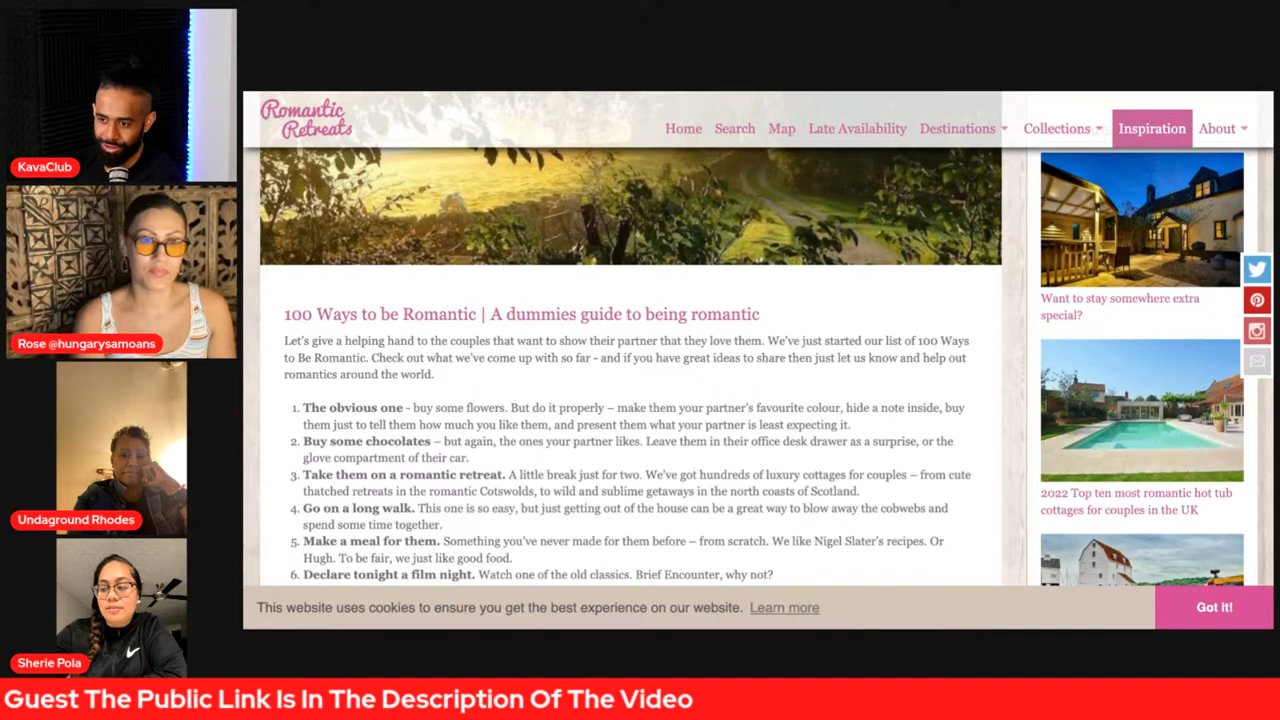 KavaClub
Rose @hungarysamoans
Undaground Rhodes
Sherie Pola
Romantic
Retreats
Home Search Map Late Availability Destinations Collections Inspiration About
100 Ways to be Romantic | A dummies guide to being romantic
Let's give a helping hand to the couples that want to show their partner that they love them. We've just started our list of 100 Ways
to Be Romantic. Check out what we've come up with so far - and if you have great ideas to share then just let us know and help out
romantics around the world.
1. The obvious one - buy some flowers. But do it properly – make them your partner's favourite colour, hide a note inside, buy
them just to tell them how much you like them, and present them when your partner is least expecting it.
2. Buy some chocolates – but again, the ones your partner likes. Leave them in their office desk drawer as a surprise, or the
glove compartment of their car.
3. Take them on a romantic retreat. A little break just for two. We've got hundreds of luxury cottages for couples – from cute
thatched retreats in the romantic Cotswolds, to wild and sublime getaways in the north coasts of Scotland.
4. Go on a long walk. This one is so easy, but just getting out of the house can be a great way to blow away the cobwebs and
spend some time together.
5. Make a meal for them. Something you've never made for them before – from scratch. We like Nigel Slater's recipes. Or
Hugh. To be fair, we just like good food.
6. Declare tonight a film night. Watch one of the old classics. Brief Encounter, why not?
Want to stay somewhere extra
special?
2022 Top ten most romantic hot tub
cottages for couples in the UK
This website uses cookies to ensure you get the best experience on our website. Learn more
Got it!
Guest The Public Link Is In The Description Of The Video